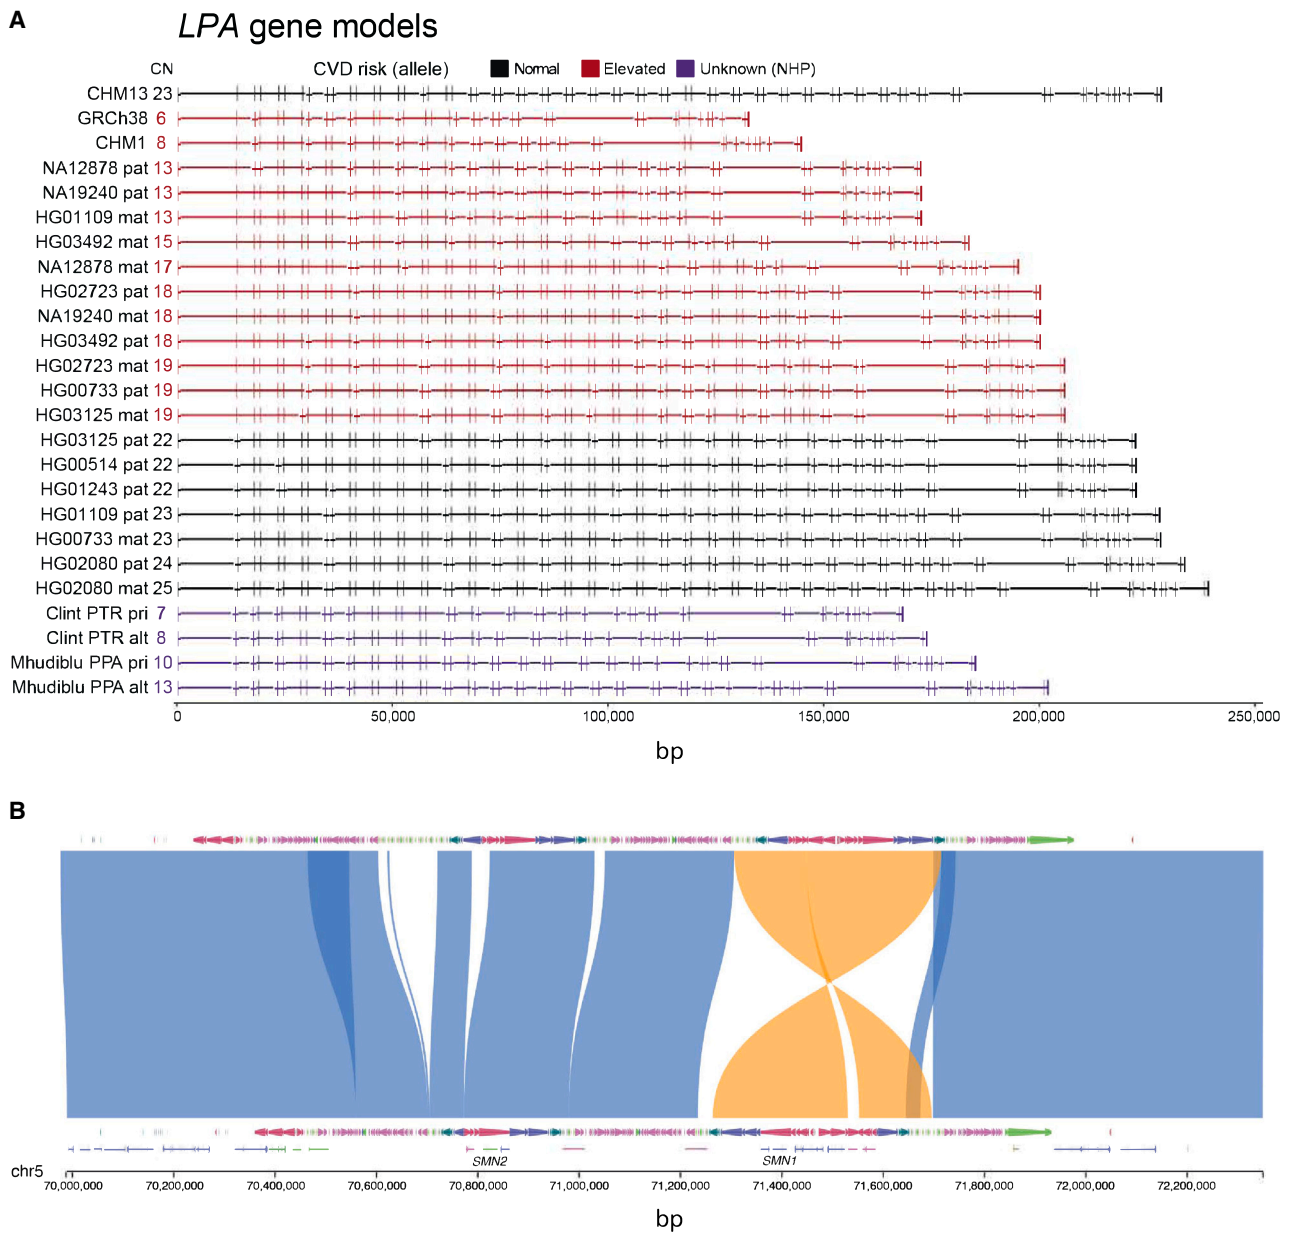 A
LPA gene models
CN CVD risk (allele) Normal Elevated Unknown (NHP)
CHM13 23
GRCh38 6
CHM1 8
NA12878 pat 13
NA19240 pat 13
HG01109 mat 13
HG03492 mat 15
NA12878 mat 17
HG02723 pat 18
NA19240 mat 18
HG03492 pat 18
HG02723 mat 19
HG00733 pat 19
HG03125 mat 19
HG03125 pat 22
HG00514 pat 22
HG01243 pat 22
HG01109 pat 23
HG00733 mat 23
HG02080 pat 24
HG02080 mat 25
Clint PTR pri 7
Clint PTR alt 8
Mhudiblu PPA pri 10
Mhudiblu PPA alt 13
0 50,000 100,000 150,000 200,000 250,000
bp
B
SMN2 SMN1
chr5
70,000,000 70,200,000 70,400,000 70,600,000 70,800,000 71,000,000 71,200,000 71,400,000 71,600,000 71,800,000 72,000,000 72,200,000
bp